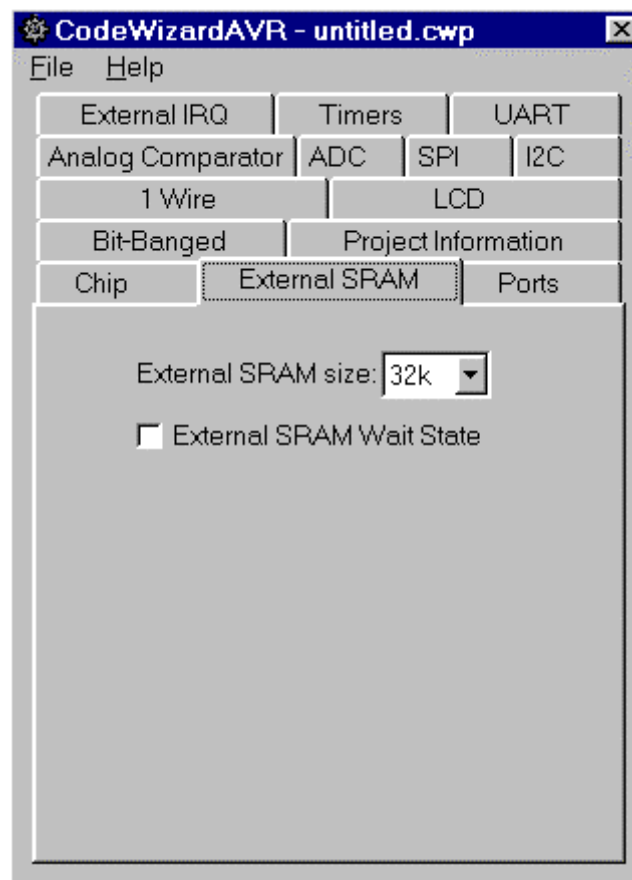 CodeWizardAVR - untitled.cwp
File Help
External IRQ Timers UART
Analog Comparator ADC SPI I2C
1 Wire LCD
Bit-Banged Project Information
Chip External SRAM Ports
External SRAM size: 32k
External SRAM Wait State